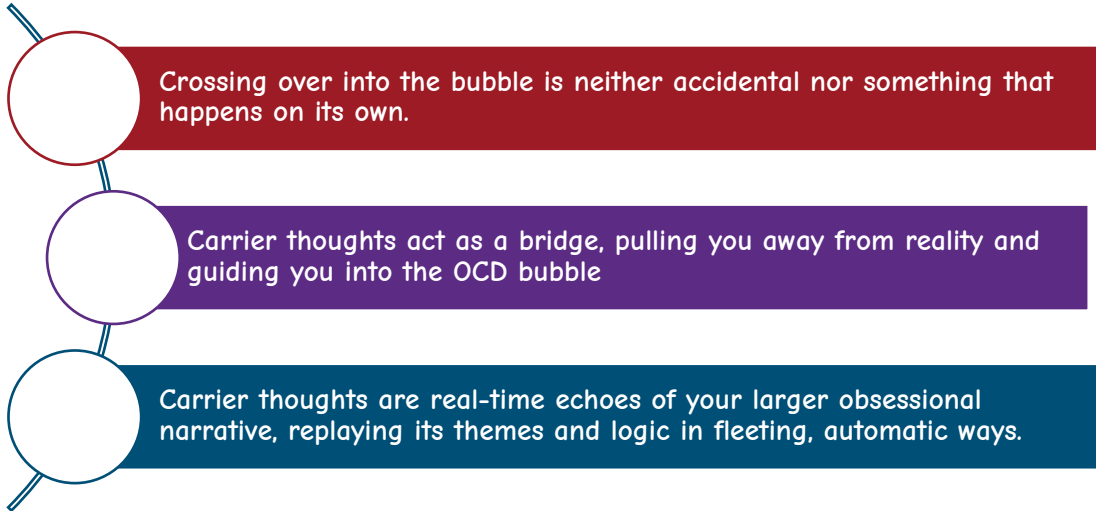 Crossing over into the bubble is neither accidental nor something that
happens on its own.
Carrier thoughts act as a bridge, pulling you away from reality and
guiding you into the OCD bubble
Carrier thoughts are real-time echoes of your larger obsessional
narrative, replaying its themes and logic in fleeting, automatic ways.